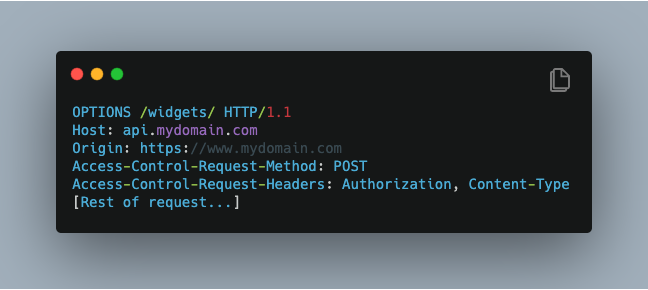 OPTIONS /widgets/ HTTP/1.1
Host: api.mydomain.com
Origin: https://www.mydomain.com
Access-Control-Request-Method: POST
Access-Control-Request-Headers: Authorization, Content-Type
[Rest of request...]